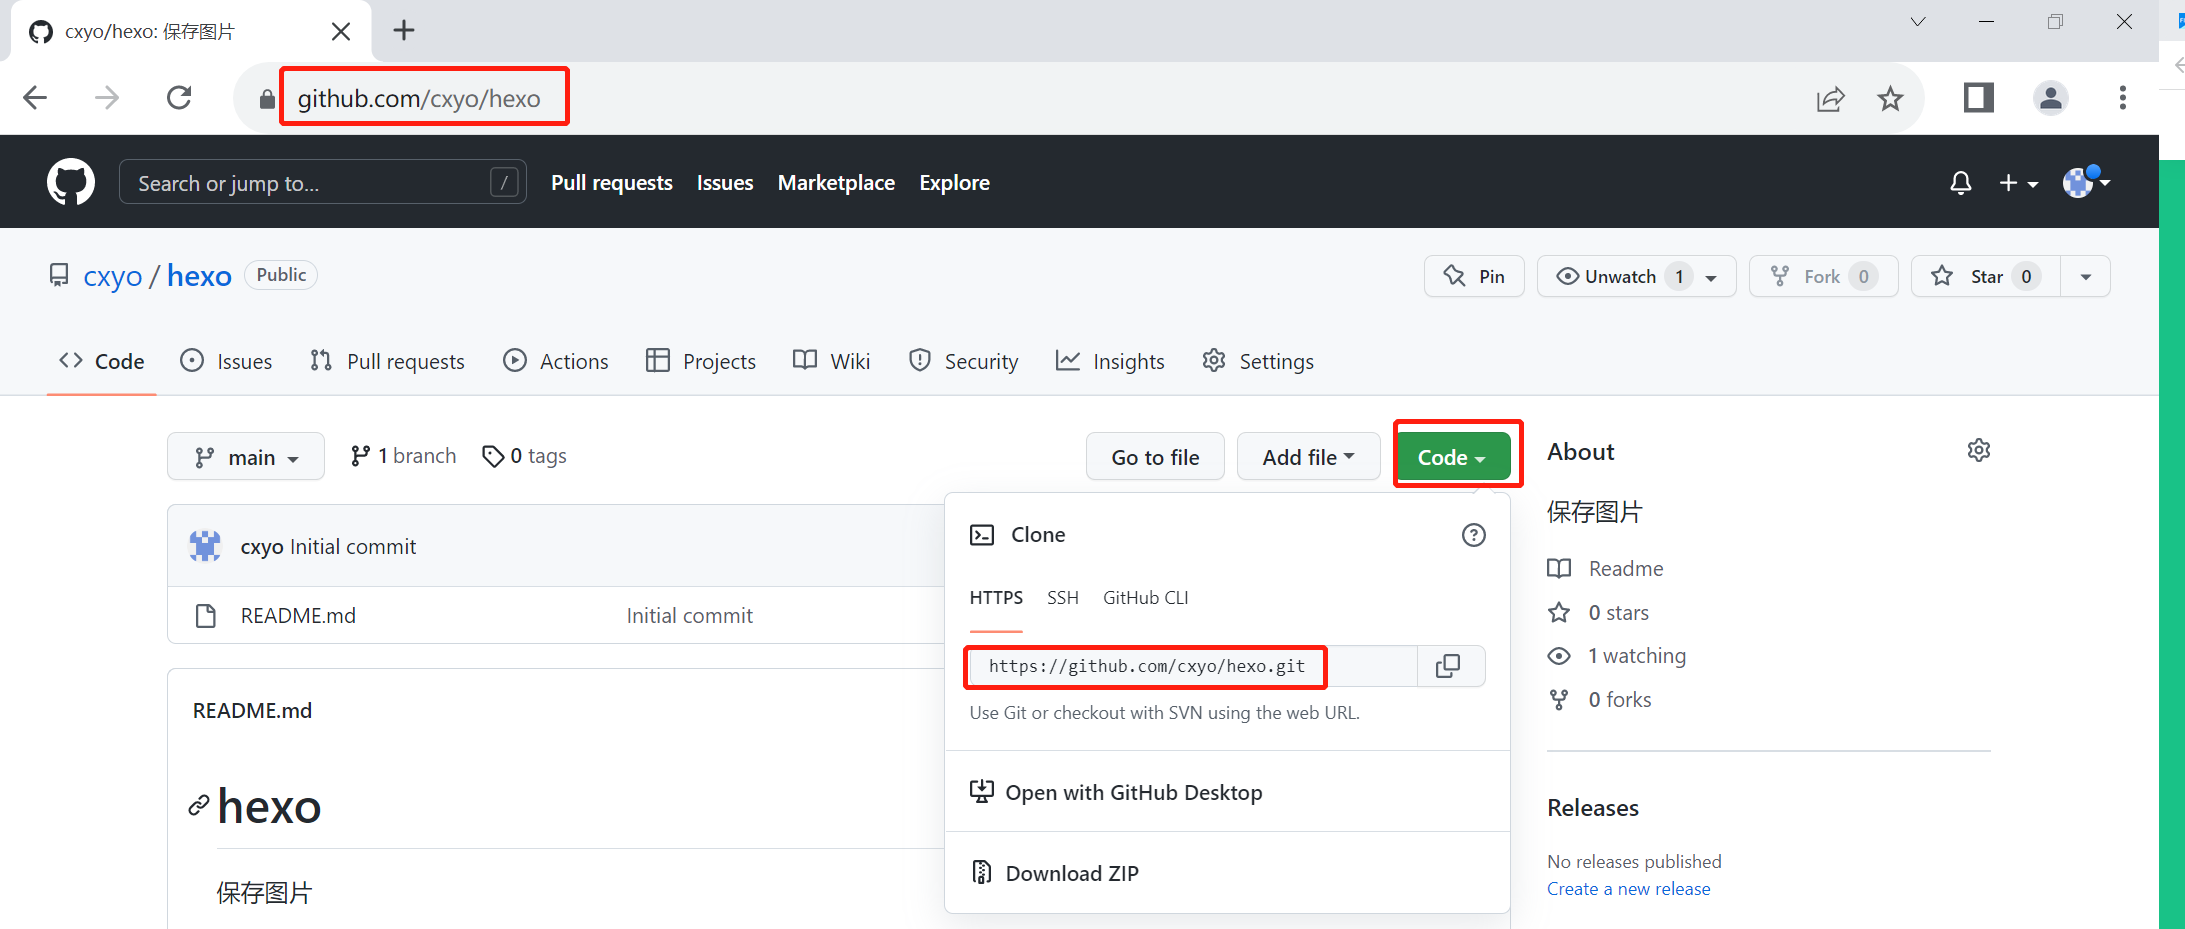 cxyo/hexo: 保存图片
github.com/cxyo/hexo
Search or jump to... /
Pull requests Issues Marketplace Explore
cxyo / hexo Public
Pin Unwatch 1 Fork 0 Star 0
Code Issues Pull requests Actions Projects Wiki Security Insights Settings
main 1 branch 0 tags
Go to file Add file Code
cxyo Initial commit
README.md Initial commit
README.md
hexo
保存图片
Clone
HTTPS SSH GitHub CLI
https://github.com/cxyo/hexo.git
Use Git or checkout with SVN using the web URL.
Open with GitHub Desktop
Download ZIP
About
保存图片
Readme
0 stars
1 watching
0 forks
Releases
No releases published
Create a new release